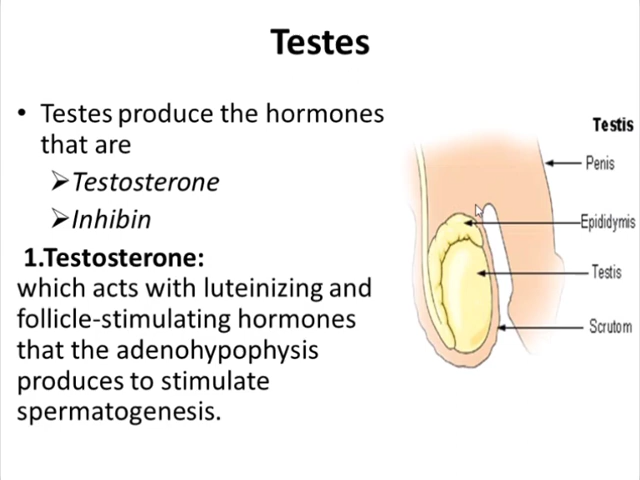 Testes
• Testes produce the hormones
that are
➢Testosterone
➢Inhibin
1.Testosterone:
which acts with luteinizing and
follicle-stimulating hormones
that the adenohypophysis
produces to stimulate
spermatogenesis.
Testis
Penis
Epididymis
Testis
Scrutom